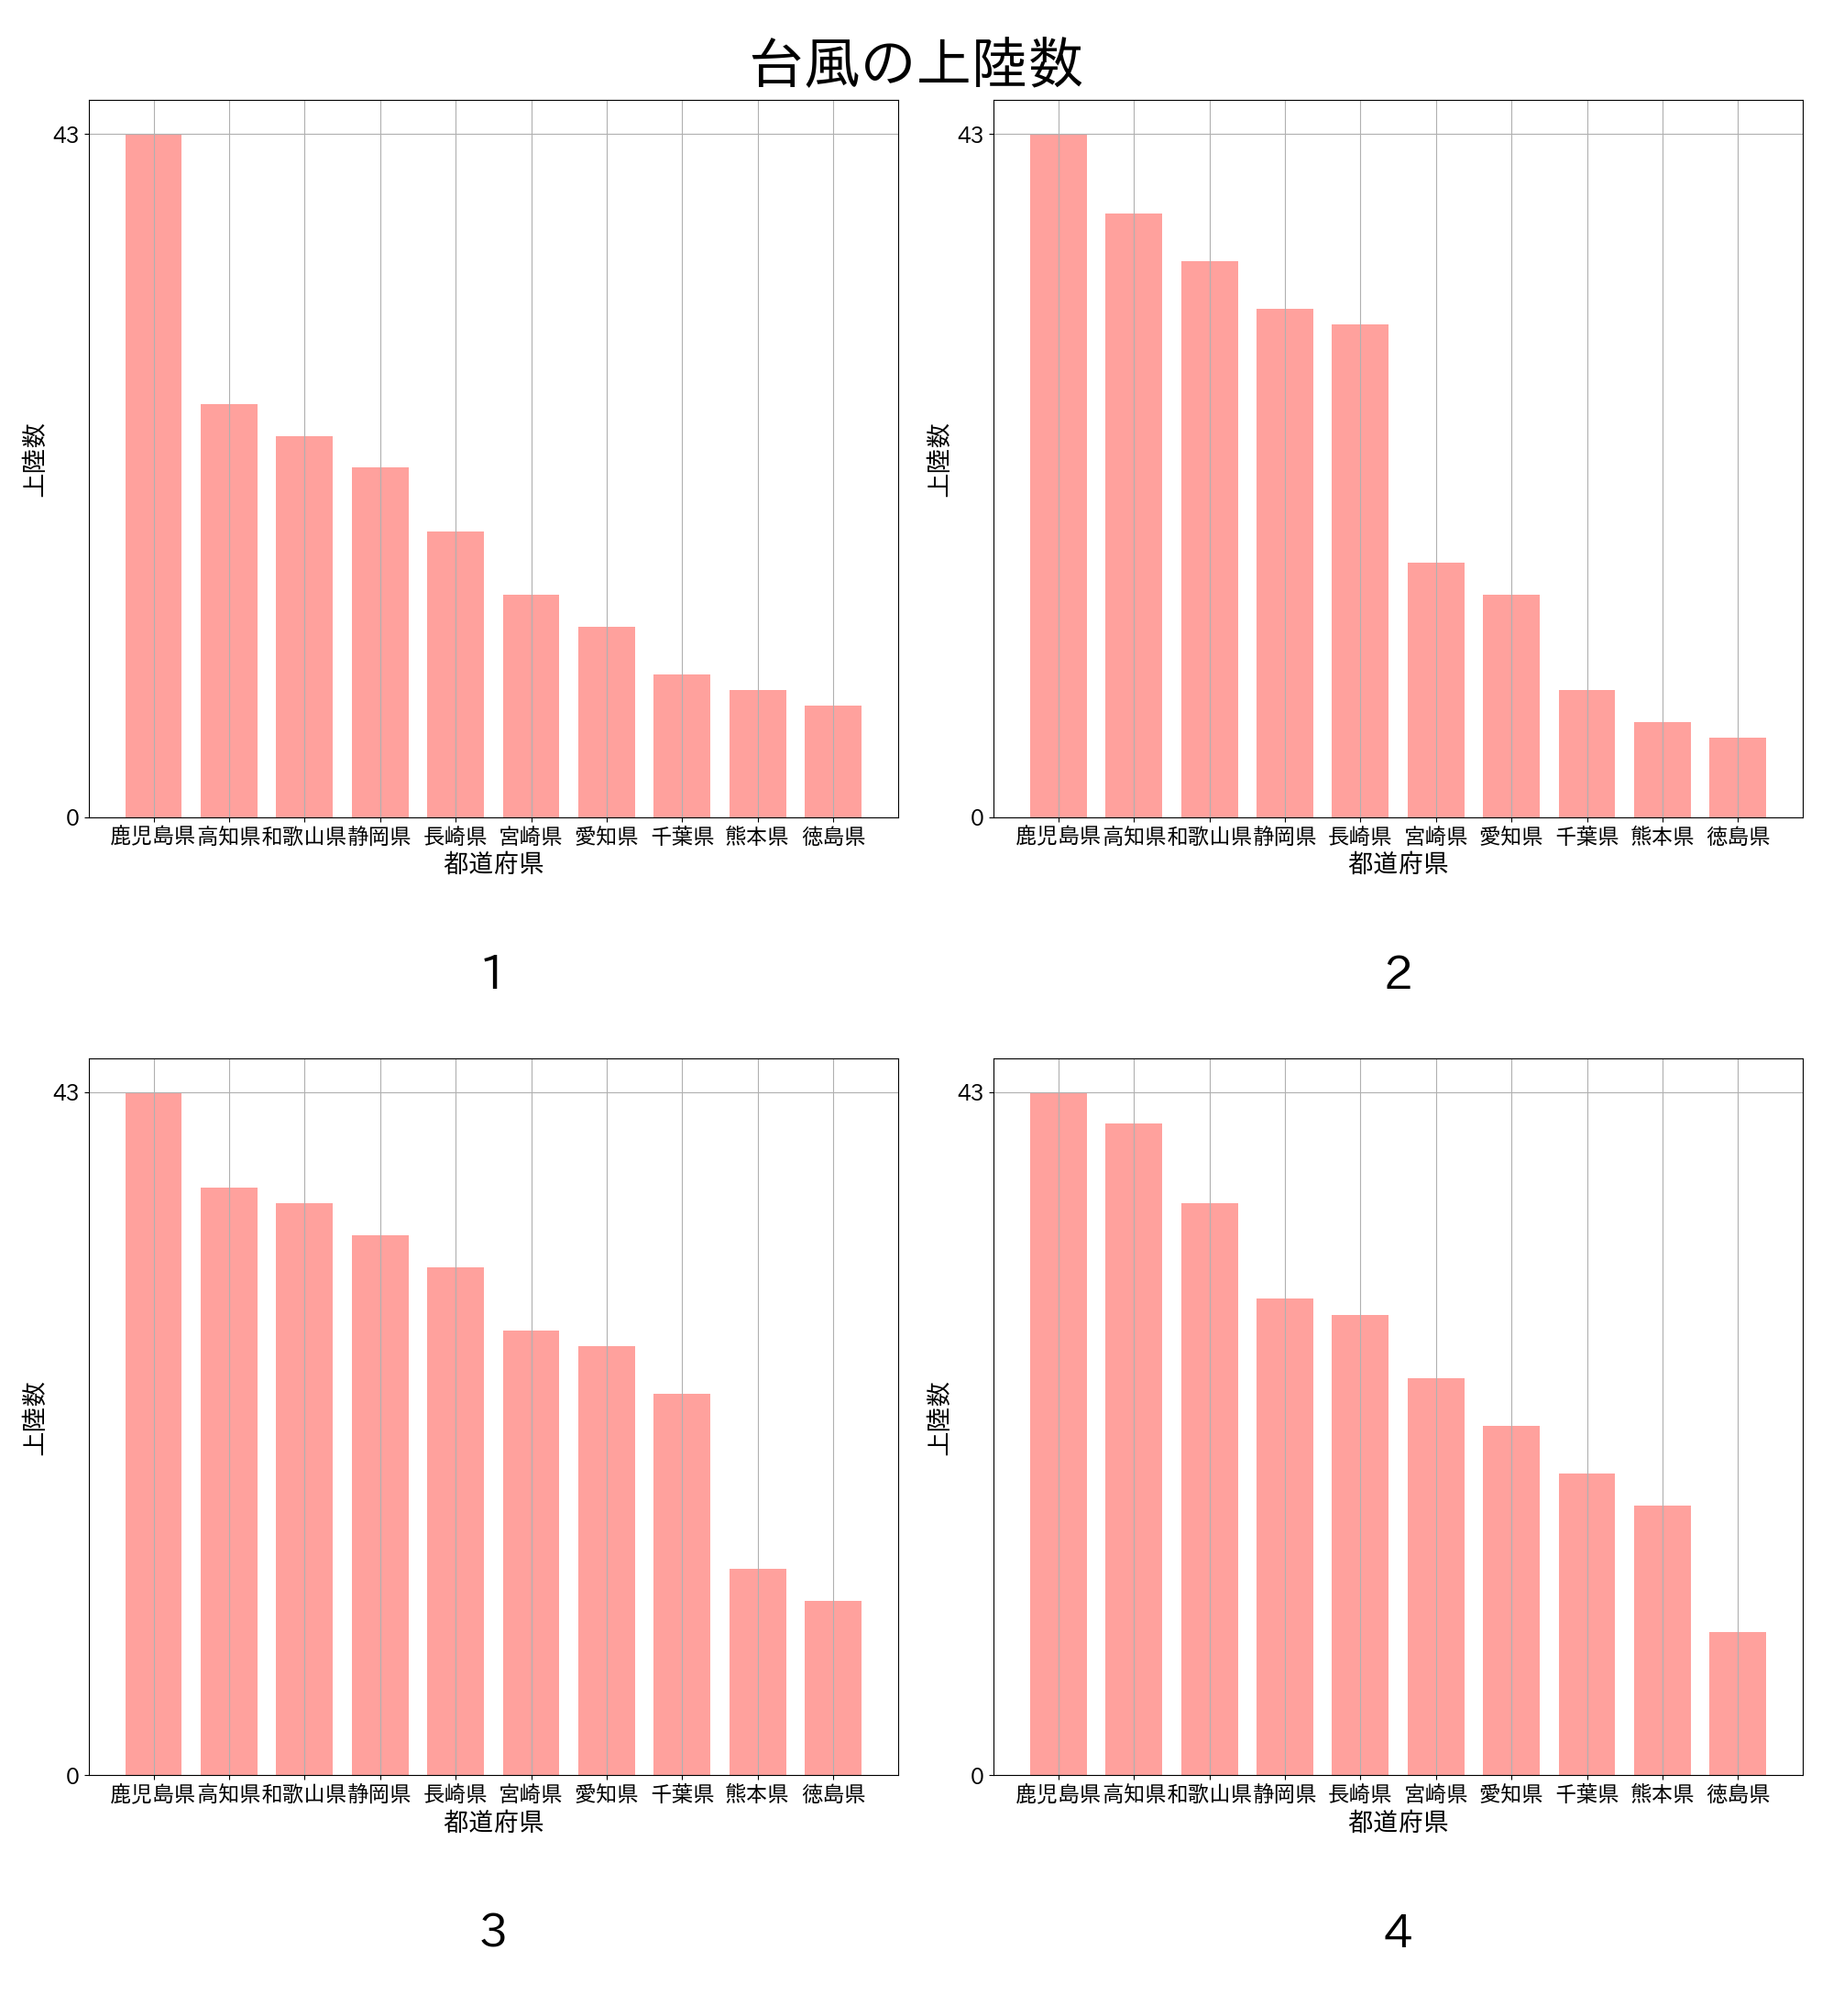 台風の上陸数
43
0
上陸数
鹿児島県 高知県 和歌山県 静岡県 長崎県 宮崎県 愛知県 千葉県 熊本県 徳島県
都道府県
1
43
0
上陸数
鹿児島県 高知県 和歌山県 静岡県 長崎県 宮崎県 愛知県 千葉県 熊本県 徳島県
都道府県
2
43
0
上陸数
鹿児島県 高知県 和歌山県 静岡県 長崎県 宮崎県 愛知県 千葉県 熊本県 徳島県
都道府県
3
43
0
上陸数
鹿児島県 高知県 和歌山県 静岡県 長崎県 宮崎県 愛知県 千葉県 熊本県 徳島県
都道府県
4